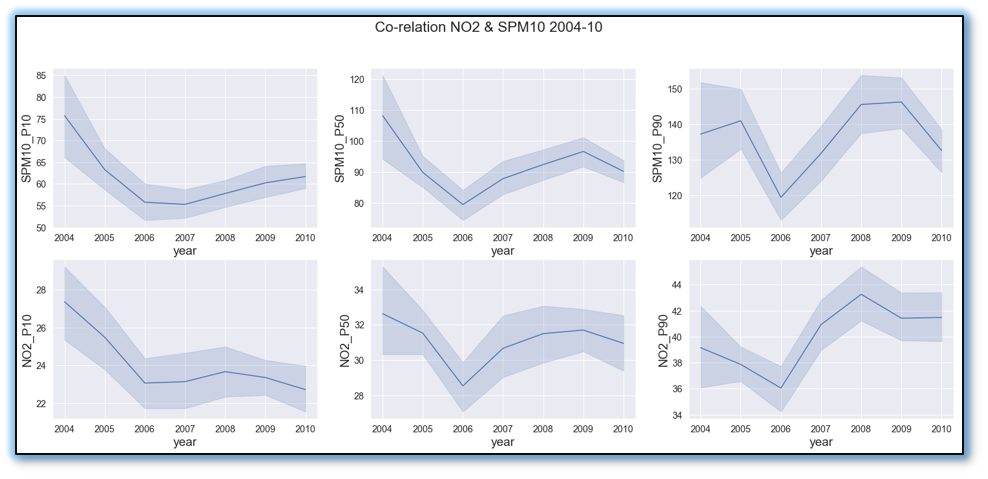 Co-relation NO2 & SPM10 2004-10
SPM10_P10
85
80
75
70
65
60
55
50
2004 2005 2006 2007 2008 2009 2010
year
SPM10_P50
120
110
100
90
80
2004 2005 2006 2007 2008 2009 2010
year
SPM10_P90
150
140
130
120
2004 2005 2006 2007 2008 2009 2010
year
NO2_P10
28
26
24
22
2004 2005 2006 2007 2008 2009 2010
year
NO2_P50
34
32
30
28
2004 2005 2006 2007 2008 2009 2010
year
NO2_P90
44
42
40
38
36
34
2004 2005 2006 2007 2008 2009 2010
year